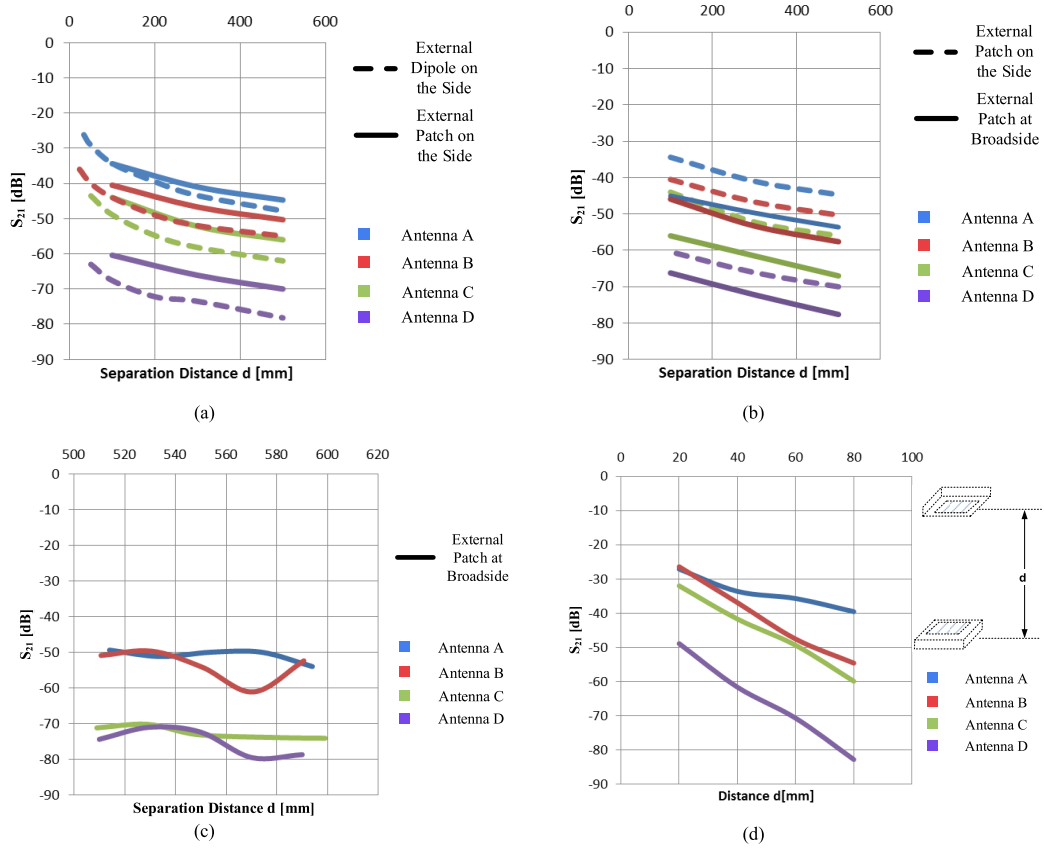 0 200 400 600
0
-10
-20
-30
-40
-50
-60
-70
-80
-90
S21 [dB]
Separation Distance d [mm]
External
Dipole on
the Side
External
Patch on
the Side
Antenna A
Antenna B
Antenna C
Antenna D
(a)
0 200 400 600
0
-10
-20
-30
-40
-50
-60
-70
-80
-90
S21 [dB]
Separation Distance d [mm]
External
Patch on
the Side
External
Patch at
Broadside
Antenna A
Antenna B
Antenna C
Antenna D
(b)
500 520 540 560 580 600 620
0
-10
-20
-30
-40
-50
-60
-70
-80
-90
S21 [dB]
Separation Distance d [mm]
External
Patch at
Broadside
Antenna A
Antenna B
Antenna C
Antenna D
(c)
0 20 40 60 80 100
0
-10
-20
-30
-40
-50
-60
-70
-80
-90
S21 [dB]
Distance d[mm]
d
Antenna A
Antenna B
Antenna C
Antenna D
(d)